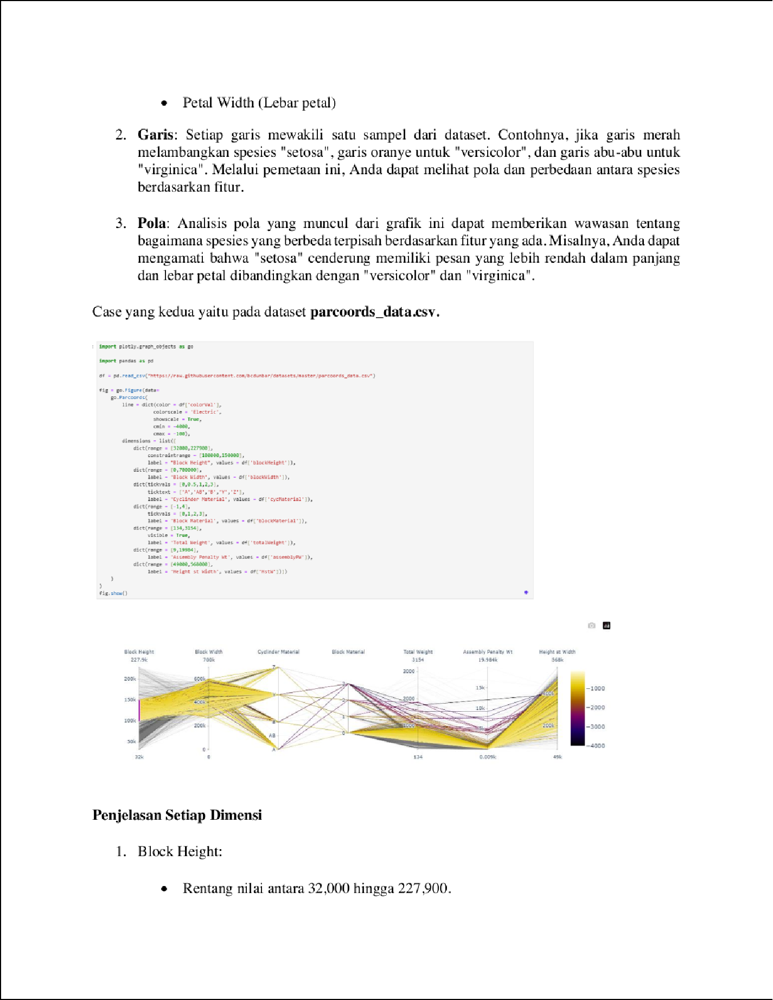 • Petal Width (Lebar petal)
2. Garis: Setiap garis mewakili satu sampel dari dataset. Contohnya, jika garis merah
melambangkan spesies "setosa", garis oranye untuk "versicolor", dan garis abu-abu untuk
"virginica". Melalui pemetaan ini, Anda dapat melihat pola dan perbedaan antara spesies
berdasarkan fitur.
3. Pola: Analisis pola yang muncul dari grafik ini dapat memberikan wawasan tentang
bagaimana spesies yang berbeda terpisah berdasarkan fitur yang ada. Misalnya, Anda dapat
mengamati bahwa "setosa" cenderung memiliki pesan yang lebih rendah dalam panjang
dan lebar petal dibandingkan dengan "versicolor" dan "virginica".
Case yang kedua yaitu pada dataset parcoords_data.csv.
: import plotly.graph_objects as go
import pandas as pd
df = pd.read_csv("https://raw.githubusercontent.com/bcdunbar/datasets/master/parcoords_data.csv")
fig = go.Figure(data=
go.Parcoords(
line = dict(color = df['colorVal'],
colorscale = 'Electric',
showscale = True,
cmin = -4000,
cmax = -100),
dimensions = list([
dict(range = [32000,227900],
constraintrange = [100000,150000],
label = "Block Height", values = df['blockHeight']),
dict(range = [0,700000],
label = 'Block Width', values = df['blockWidth']),
dict(tickvals = [0,0.5,1,2,3],
ticktext = ['A','AB','B','Y','Z'],
label = 'Cyclinder Material', values = df['cycMaterial']),
dict(range = [-1,4],
tickvals = [0,1,2,3],
label = 'Block Material', values = df['blockMaterial']),
dict(range = [134,3154],
visible = True,
label = 'Total Weight', values = df['totalWeight']),
dict(range = [9,19984],
label = 'Assembly Penalty Wt', values = df['assemblyPW']),
dict(range = [49000,568000],
label = 'Height st Width', values = df['HstW'])])
)
)
fig.show()
Block Height Block Width Cyclinder Material Block Material Total Weight Assembly Penalty Wt Height st Width
227.9k 700k 3154 19.984k 568k
Z 3000
200k 600k 3 15k −1000
150k 400k Y 2 2000 10k 400k −2000
100k 200k B 1 1000 5k 200k −3000
50k 0 AB 0 −4000
A
32k 0 134 0.009k 49k
Penjelasan Setiap Dimensi
1. Block Height:
• Rentang nilai antara 32,000 hingga 227,900.